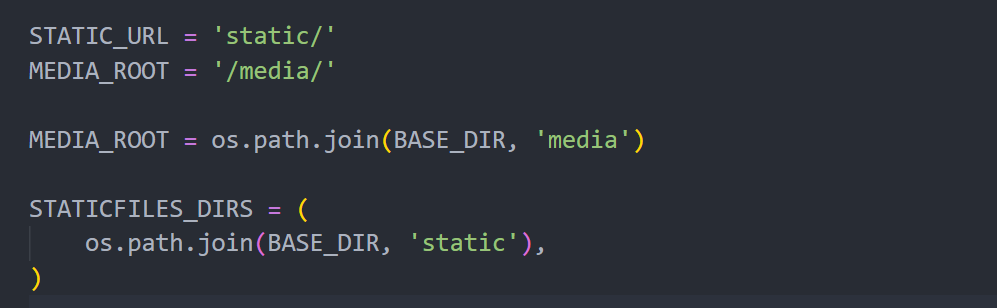 STATIC_URL = 'static/'
MEDIA_ROOT = '/media/'
MEDIA_ROOT = os.path.join(BASE_DIR, 'media')
STATICFILES_DIRS = (
os.path.join(BASE_DIR, 'static'),
)